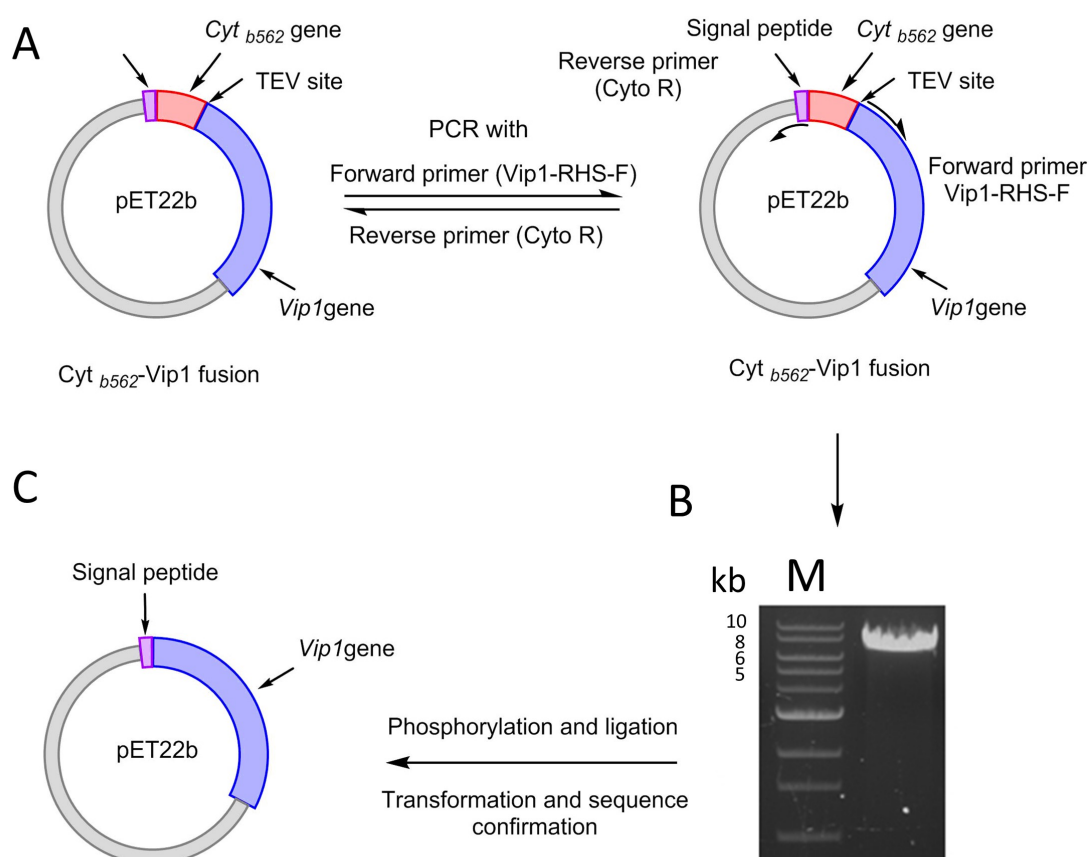 A
Cyt b562 gene
TEV site
pET22b
Vip1gene
Cyt b562-Vip1 fusion
PCR with
Forward primer (Vip1-RHS-F)
Reverse primer (Cyto R)
Signal peptide
Cyt b562 gene
Reverse primer
(Cyto R)
TEV site
pET22b
Forward primer
Vip1-RHS-F
Vip1gene
Cyt b562-Vip1 fusion
B
kb
M
10
8
6
5
C
Signal peptide
Vip1gene
pET22b
Phosphorylation and ligation
Transformation and sequence
confirmation